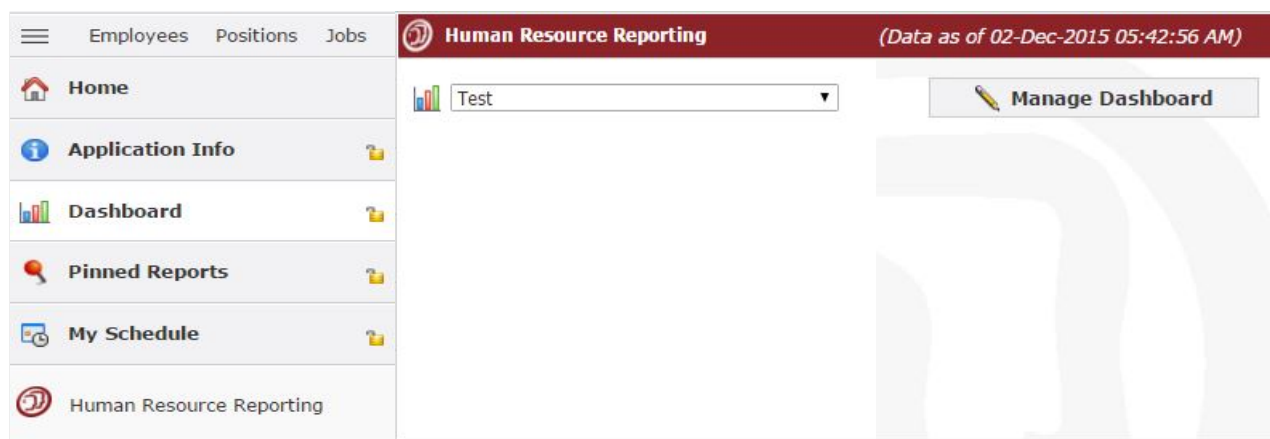 Employees Positions Jobs
Human Resource Reporting (Data as of 02-Dec-2015 05:42:56 AM)
Home
Test
Manage Dashboard
Application Info
Dashboard
Pinned Reports
My Schedule
Human Resource Reporting